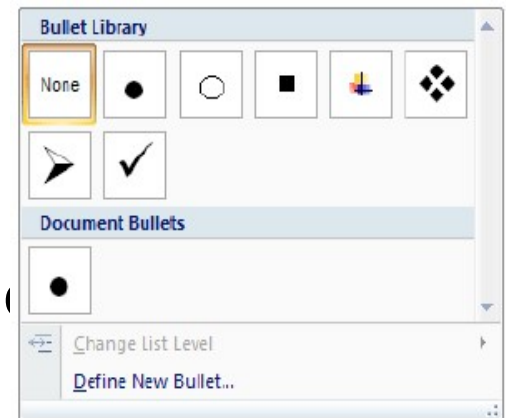 Bullet Library
None
Document Bullets
Change List Level
Define New Bullet...